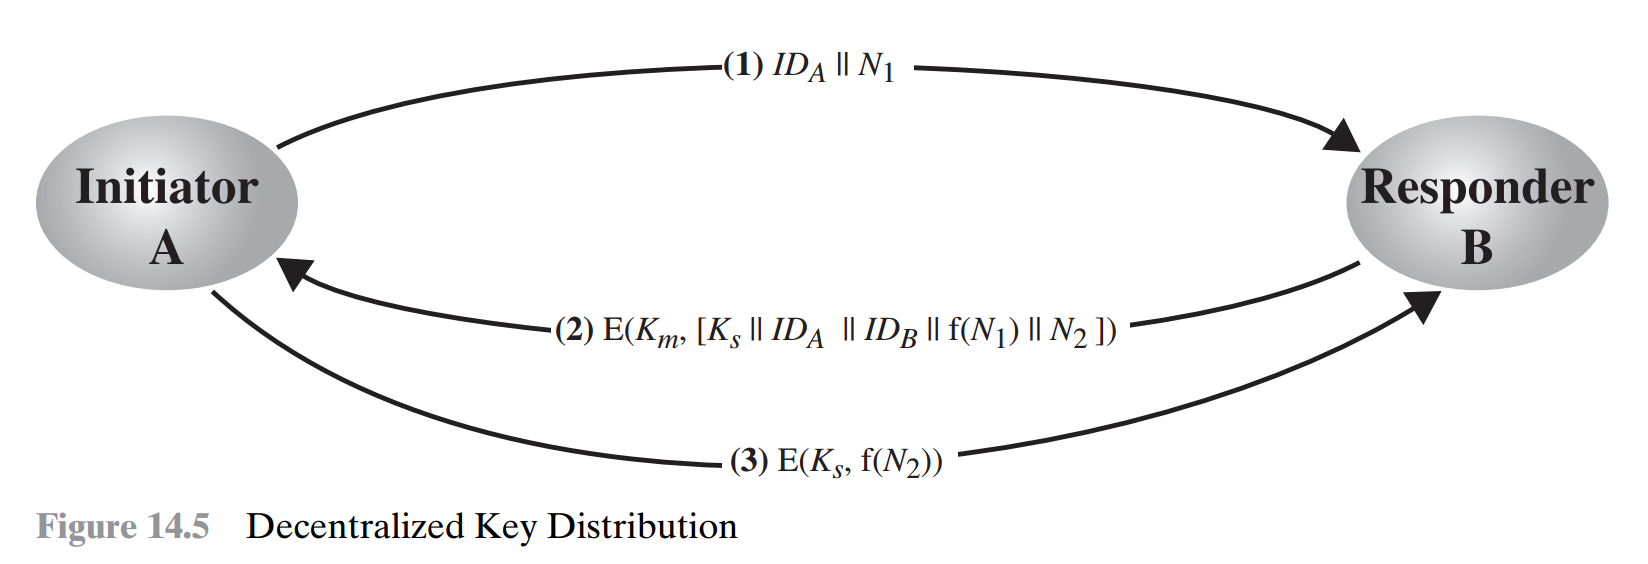 (1) IDA || N1
Initiator
A
Responder
B
(2) E(Km, [Ks || IDA || IDB || f(N1) || N2 ])
(3) E(Ks, f(N2))
Figure 14.5 Decentralized Key Distribution